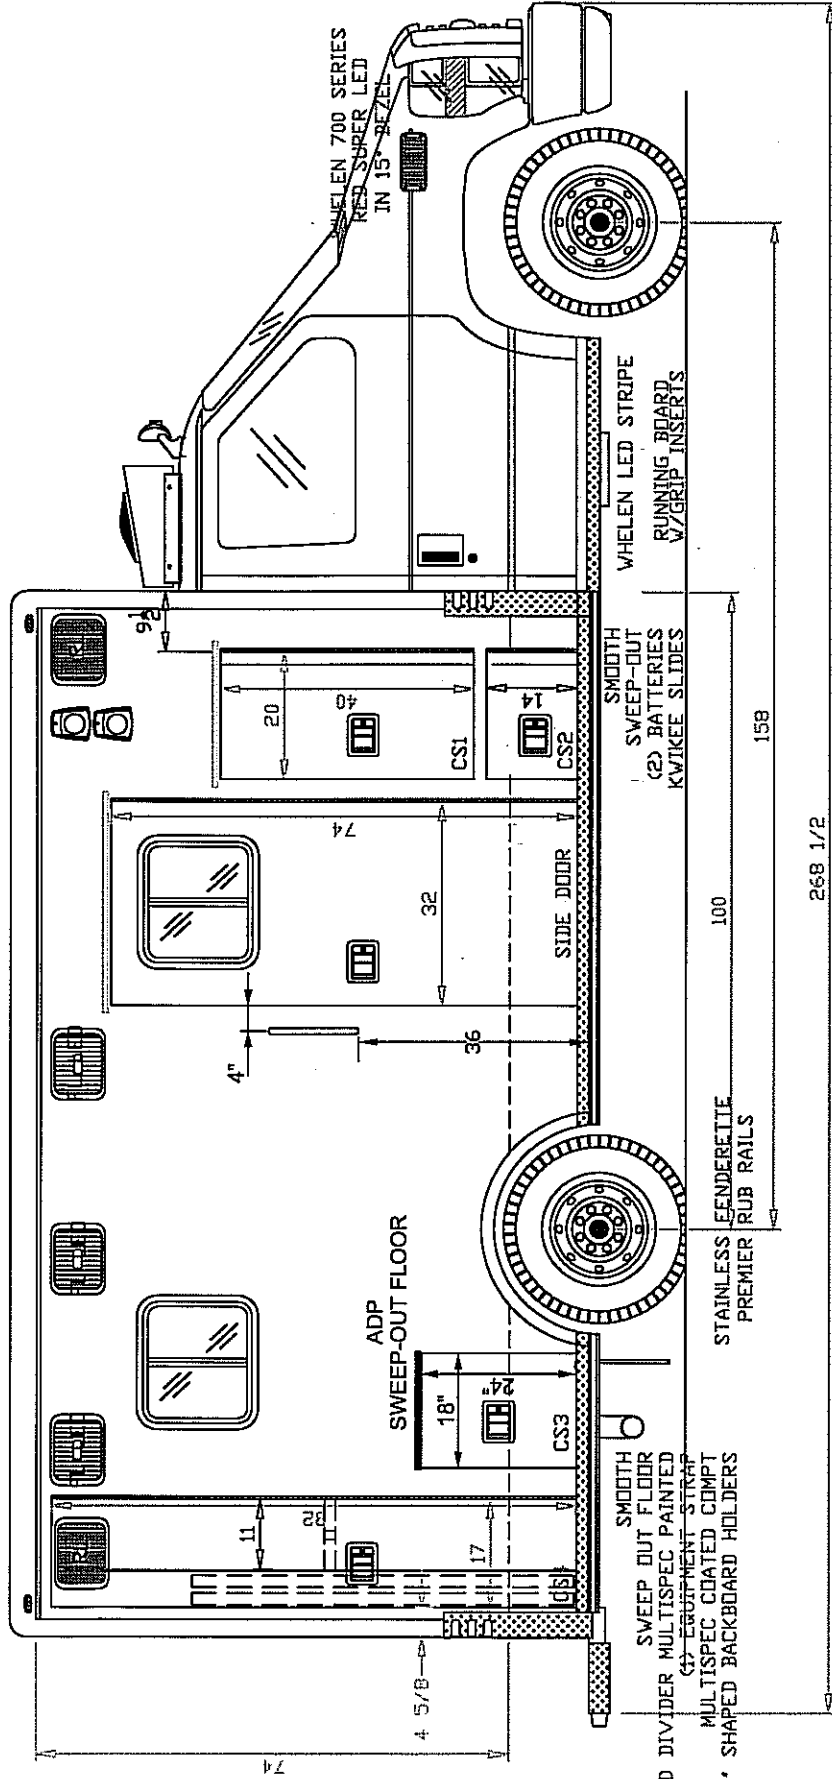 WHELEN 700 SERIES
RED SUPER LED
IN 15° BEZEL
9 1/2
20
40
CS1
14
CS2
74
32
SIDE DOOR
4"
36
ADP
SWEEP-OUT FLOOR
18"
24"
CS3
11
32
17
WHELEN LED STRIPE
RUNNING BOARD
W/GRIP INSERTS
SMOOTH
SWEEP-OUT
(2) BATTERIES
KWIKEE SLIDES
STAINLESS FENDERETTE
PREMIER RUB RAILS
SMOOTH
SWEEP OUT FLOOR
D DIVIDER MULTISPEC PAINTED
(1) EQUIPMENT STRAP
MULTISPEC COATED COMPT
' SHAPED BACKBOARD HOLDERS
100
158
268 1/2
4 5/8
74